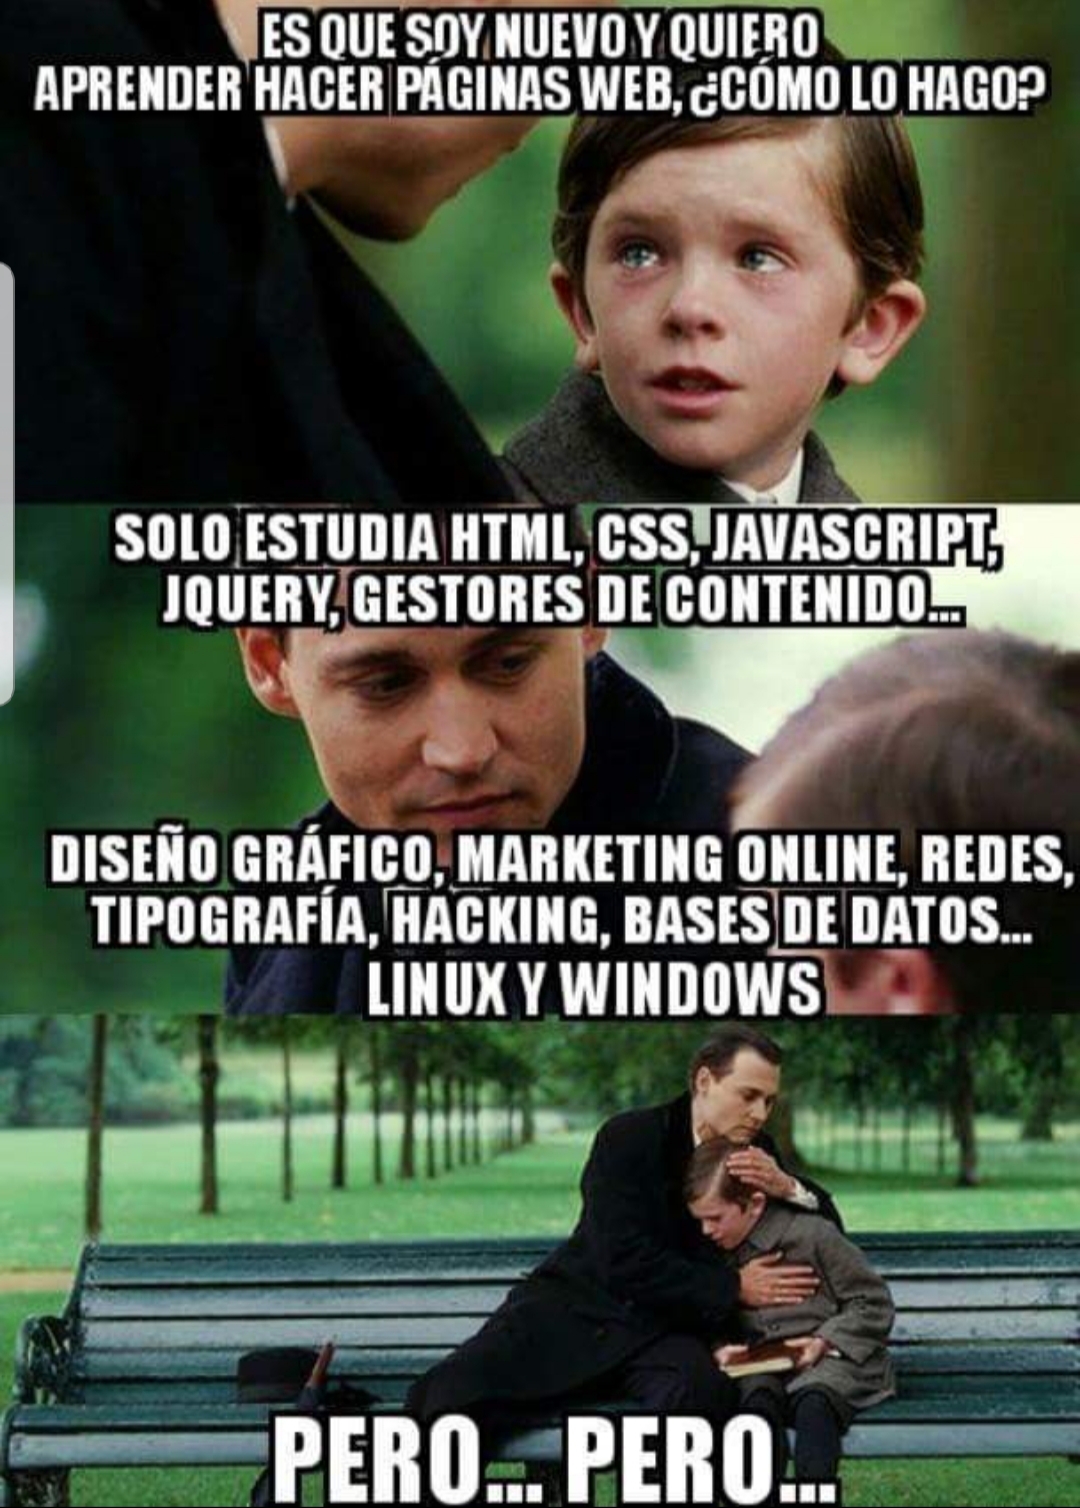 ES QUE SOY NUEVO Y QUIERO
APRENDER HACER PÁGINAS WEB, ¿CÓMO LO HAGO?
SOLO ESTUDIA HTML, CSS, JAVASCRIPT,
JQUERY, GESTORES DE CONTENIDO...
DISEÑO GRÁFICO, MARKETING ONLINE, REDES,
TIPOGRAFÍA, HACKING, BASES DE DATOS...
LINUX Y WINDOWS
PERO... PERO...